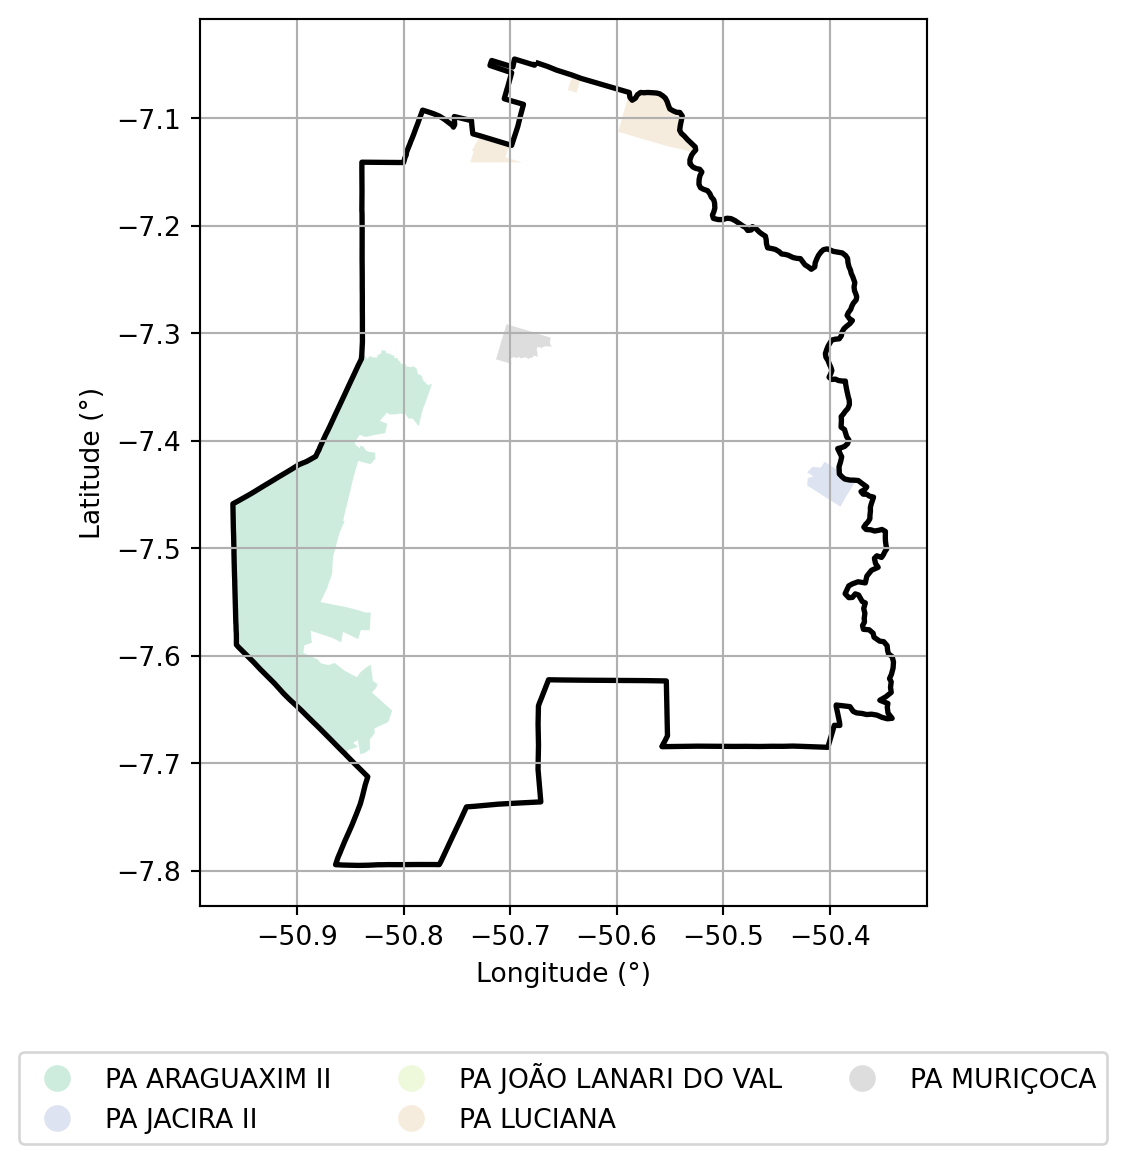 −7.1
−7.2
−7.3
−7.4
−7.5
−7.6
−7.7
−7.8
Latitude (°)
−50.9 −50.8 −50.7 −50.6 −50.5 −50.4
Longitude (°)
PA ARAGUAXIM II PA JOÃO LANARI DO VAL PA MURIÇOCA
PA JACIRA II PA LUCIANA